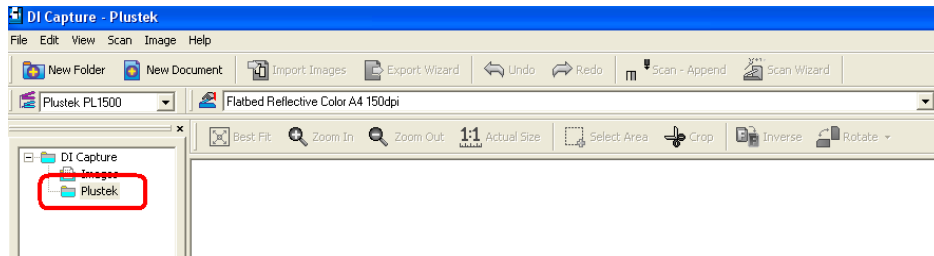 DI Capture - Plustek
File Edit View Scan Image Help
New Folder New Document Import Images Export Wizard Undo Redo Scan - Append Scan Wizard
Plustek PL1500 Flatbed Reflective Color A4 150dpi
Best Fit Zoom In Zoom Out 1:1 Actual Size Select Area Crop Inverse Rotate
DI Capture
Images
Plustek